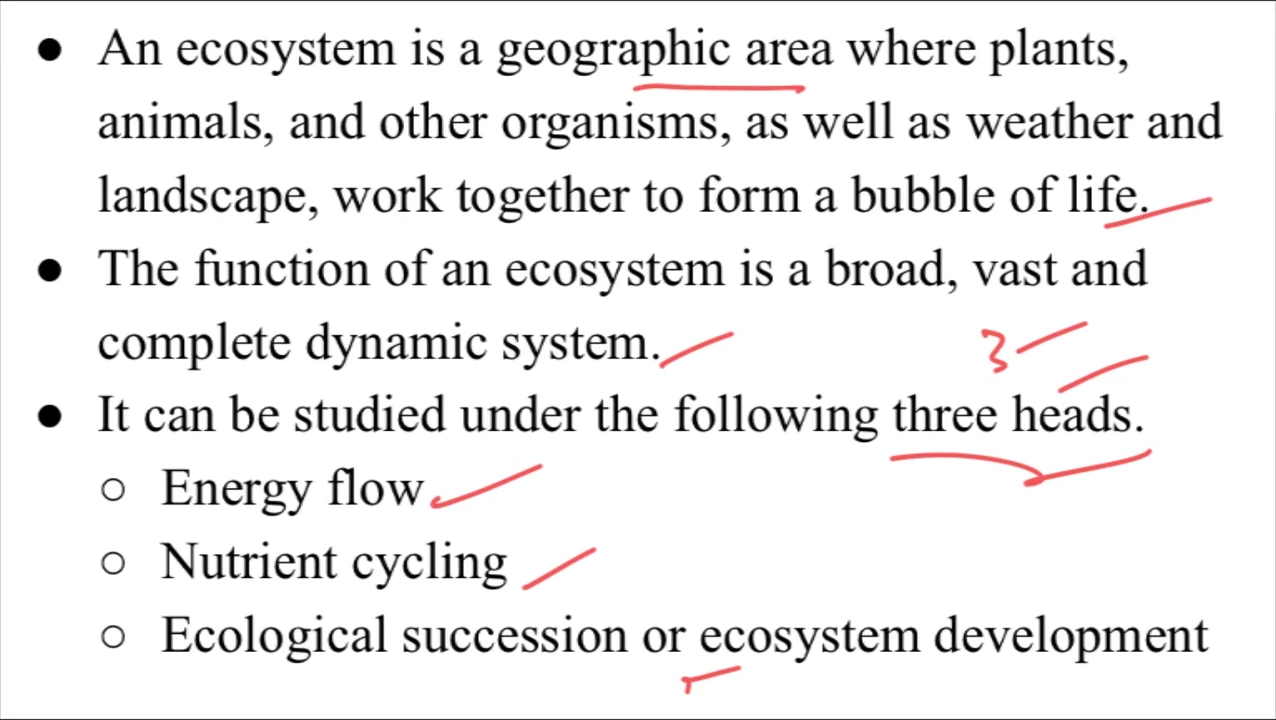 ● An ecosystem is a geographic area where plants,
animals, and other organisms, as well as weather and
landscape, work together to form a bubble of life.
● The function of an ecosystem is a broad, vast and
complete dynamic system.
3
● It can be studied under the following three heads.
○ Energy flow
○ Nutrient cycling
○ Ecological succession or ecosystem development